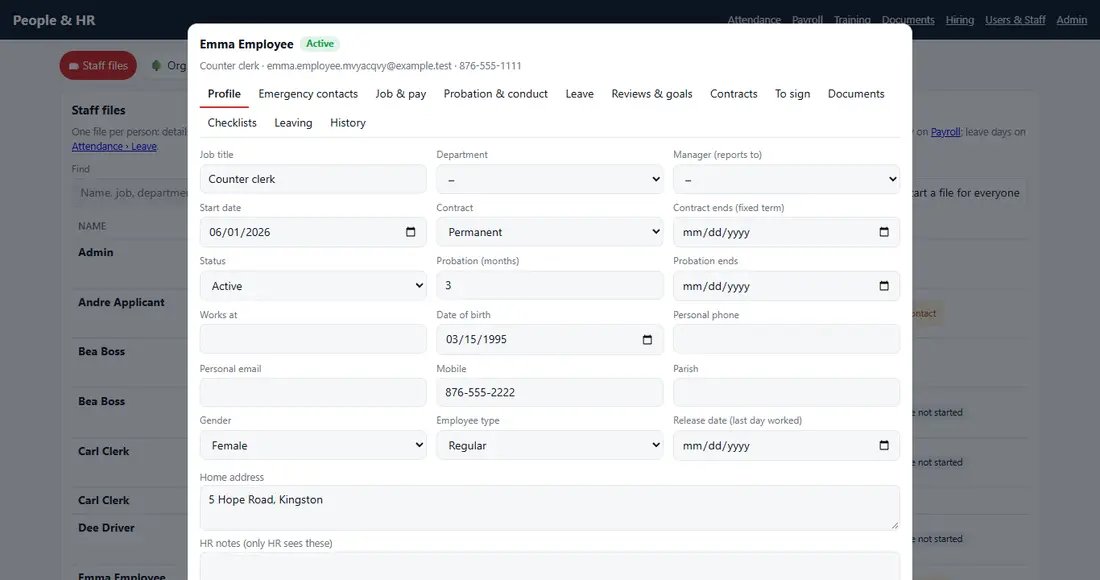 People & HR
Attendance Payroll Training Documents Hiring Users & Staff Admin
Staff files
Org
Staff files
One file per person: detail
y on Payroll; leave days on
Attendance › Leave.
Find
Name, job, departmen
art a file for everyone
NAME
Admin
Andre Applicant
ontact
Bea Boss
Bea Boss
e not started
Carl Clerk
e not started
Carl Clerk
Dee Driver
e not started
Emma Employee
Emma Employee Active
Counter clerk · emma.employee.mvyacqvy@example.test · 876-555-1111
Profile Emergency contacts Job & pay Probation & conduct Leave Reviews & goals Contracts To sign Documents
Checklists Leaving History
Job title Department Manager (reports to)
Counter clerk – –
Start date Contract Contract ends (fixed term)
06/01/2026 Permanent mm/dd/yyyy
Status Probation (months) Probation ends
Active 3 mm/dd/yyyy
Works at Date of birth Personal phone
03/15/1995
Personal email Mobile Parish
876-555-2222
Gender Employee type Release date (last day worked)
Female Regular mm/dd/yyyy
Home address
5 Hope Road, Kingston
HR notes (only HR sees these)